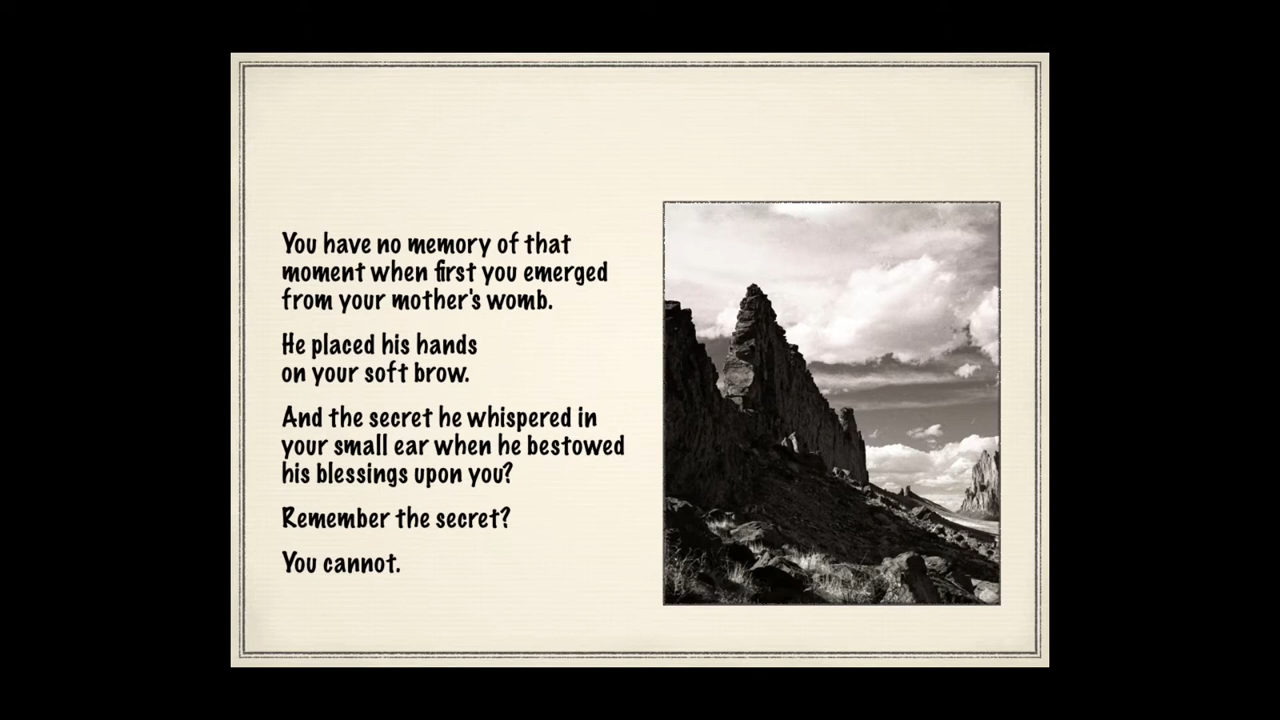 You have no memory of that
moment when first you emerged
from your mother's womb.
He placed his hands
on your soft brow.
And the secret he whispered in
your small ear when he bestowed
his blessings upon you?
Remember the secret?
You cannot.